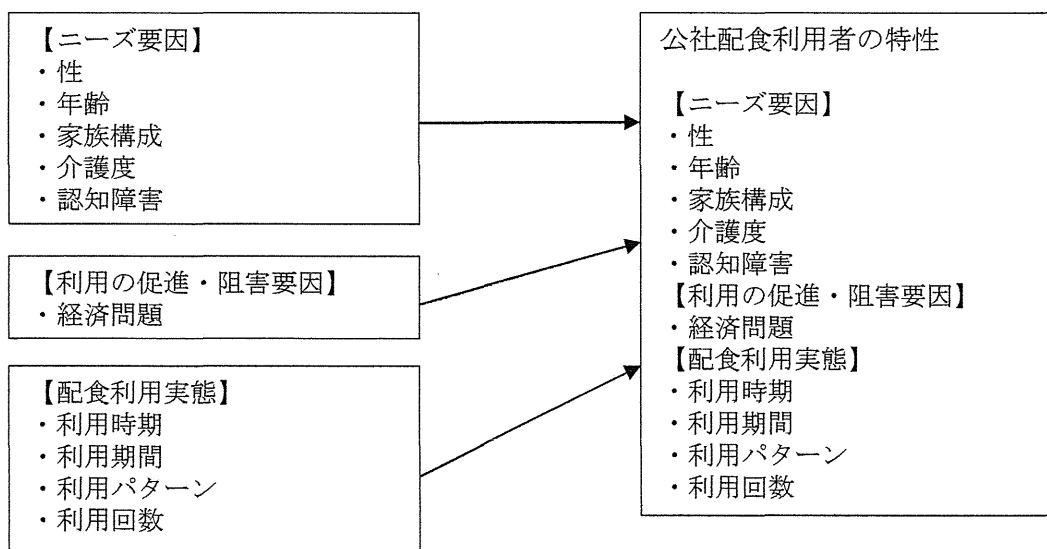 【ニーズ要因】
・性
・年齢
・家族構成
・介護度
・認知障害
【利用の促進・阻害要因】
・経済問題
【配食利用実態】
・利用時期
・利用期間
・利用パターン
・利用回数
公社配食利用者の特性
【ニーズ要因】
・性
・年齢
・家族構成
・介護度
・認知障害
【利用の促進・阻害要因】
・経済問題
【配食利用実態】
・利用時期
・利用期間
・利用パターン
・利用回数